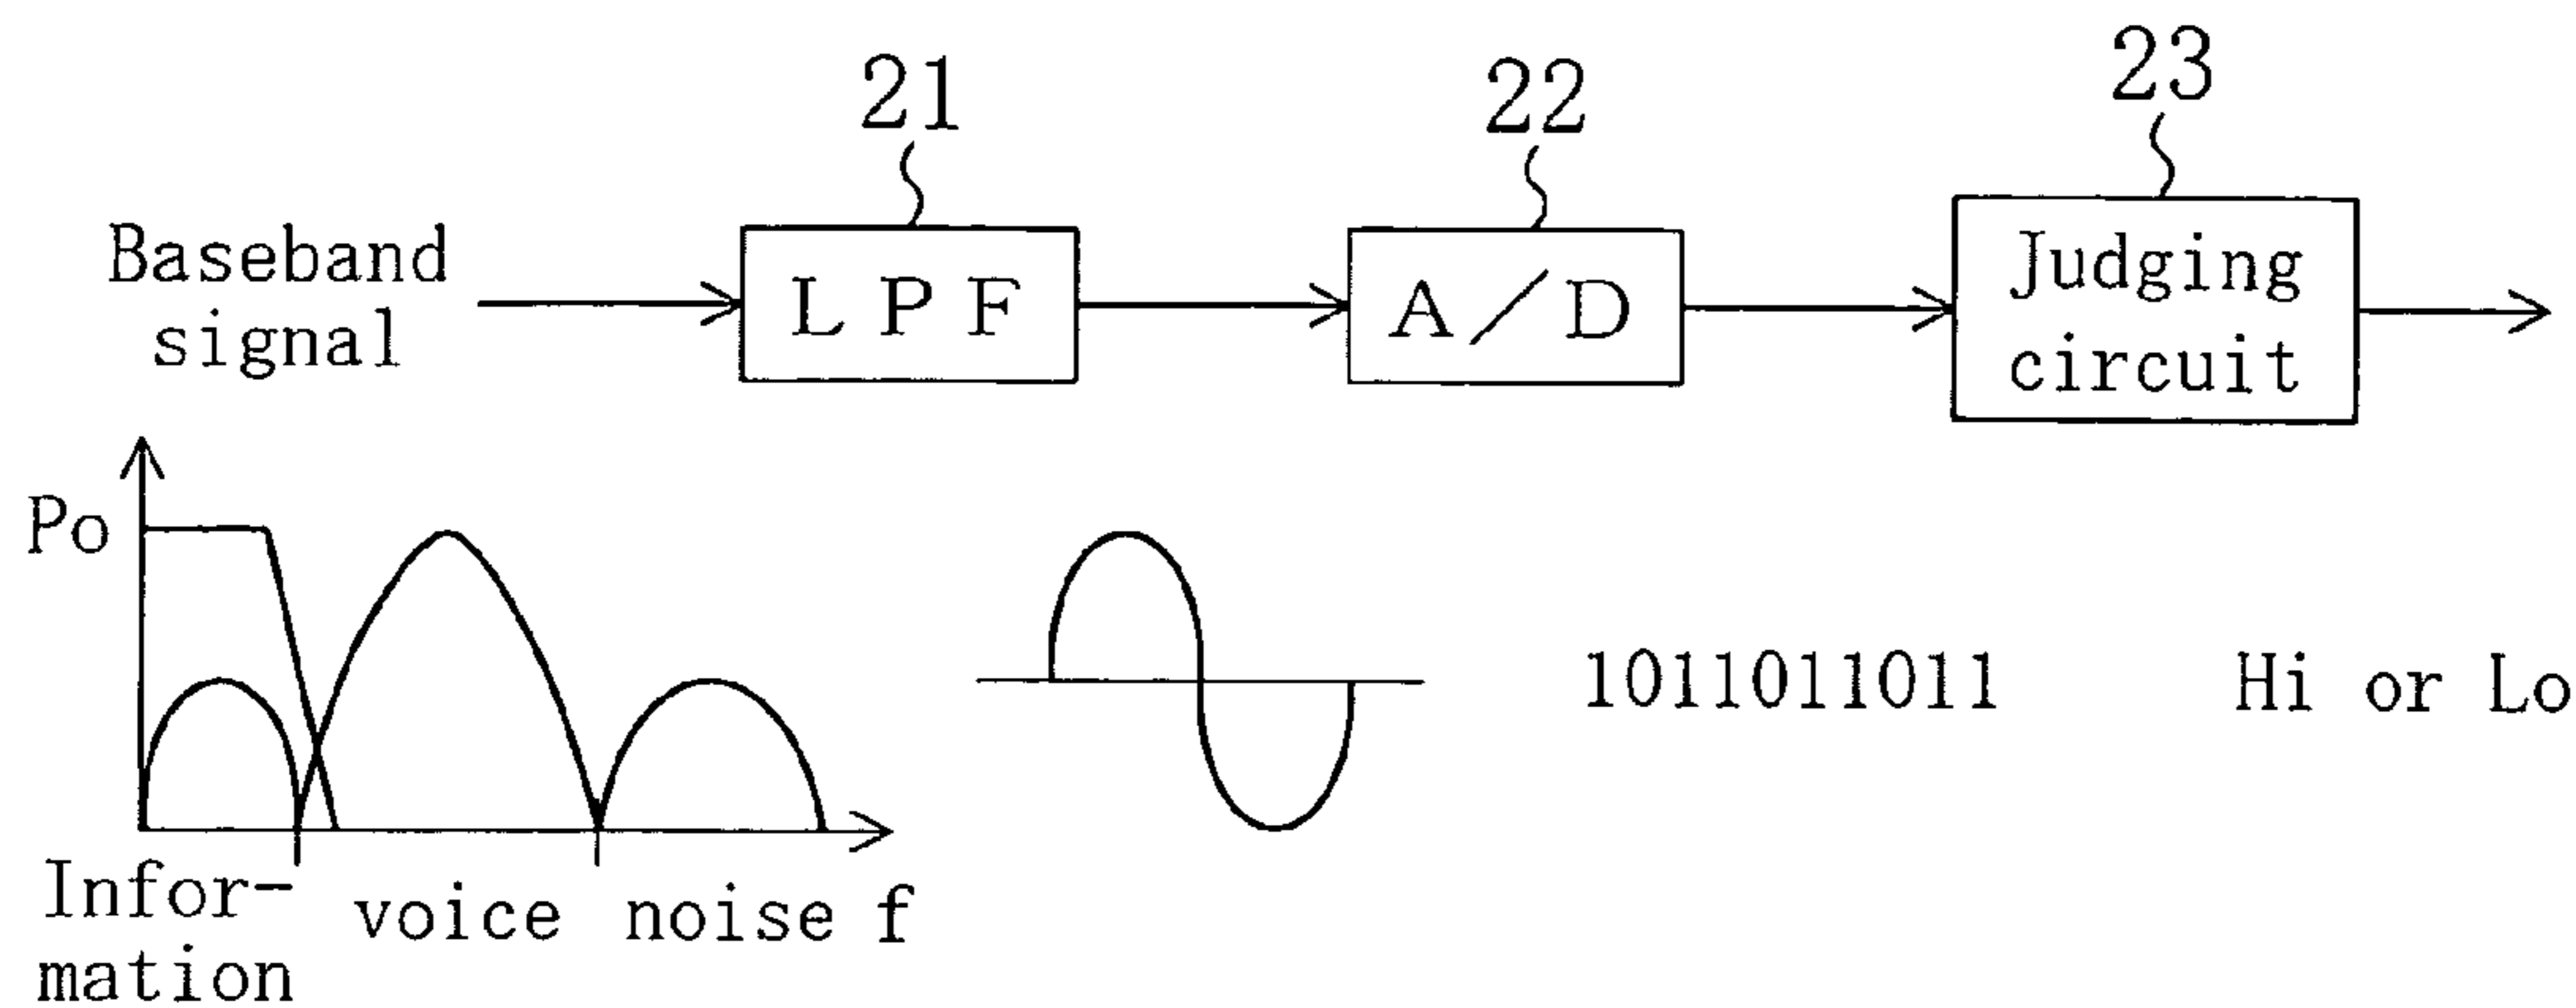 21
22
23
Baseband
signal
L P F
A／D
Judging
circuit
Po
1011011011
Hi or Lo
Infor-
mation
voice
noise
f